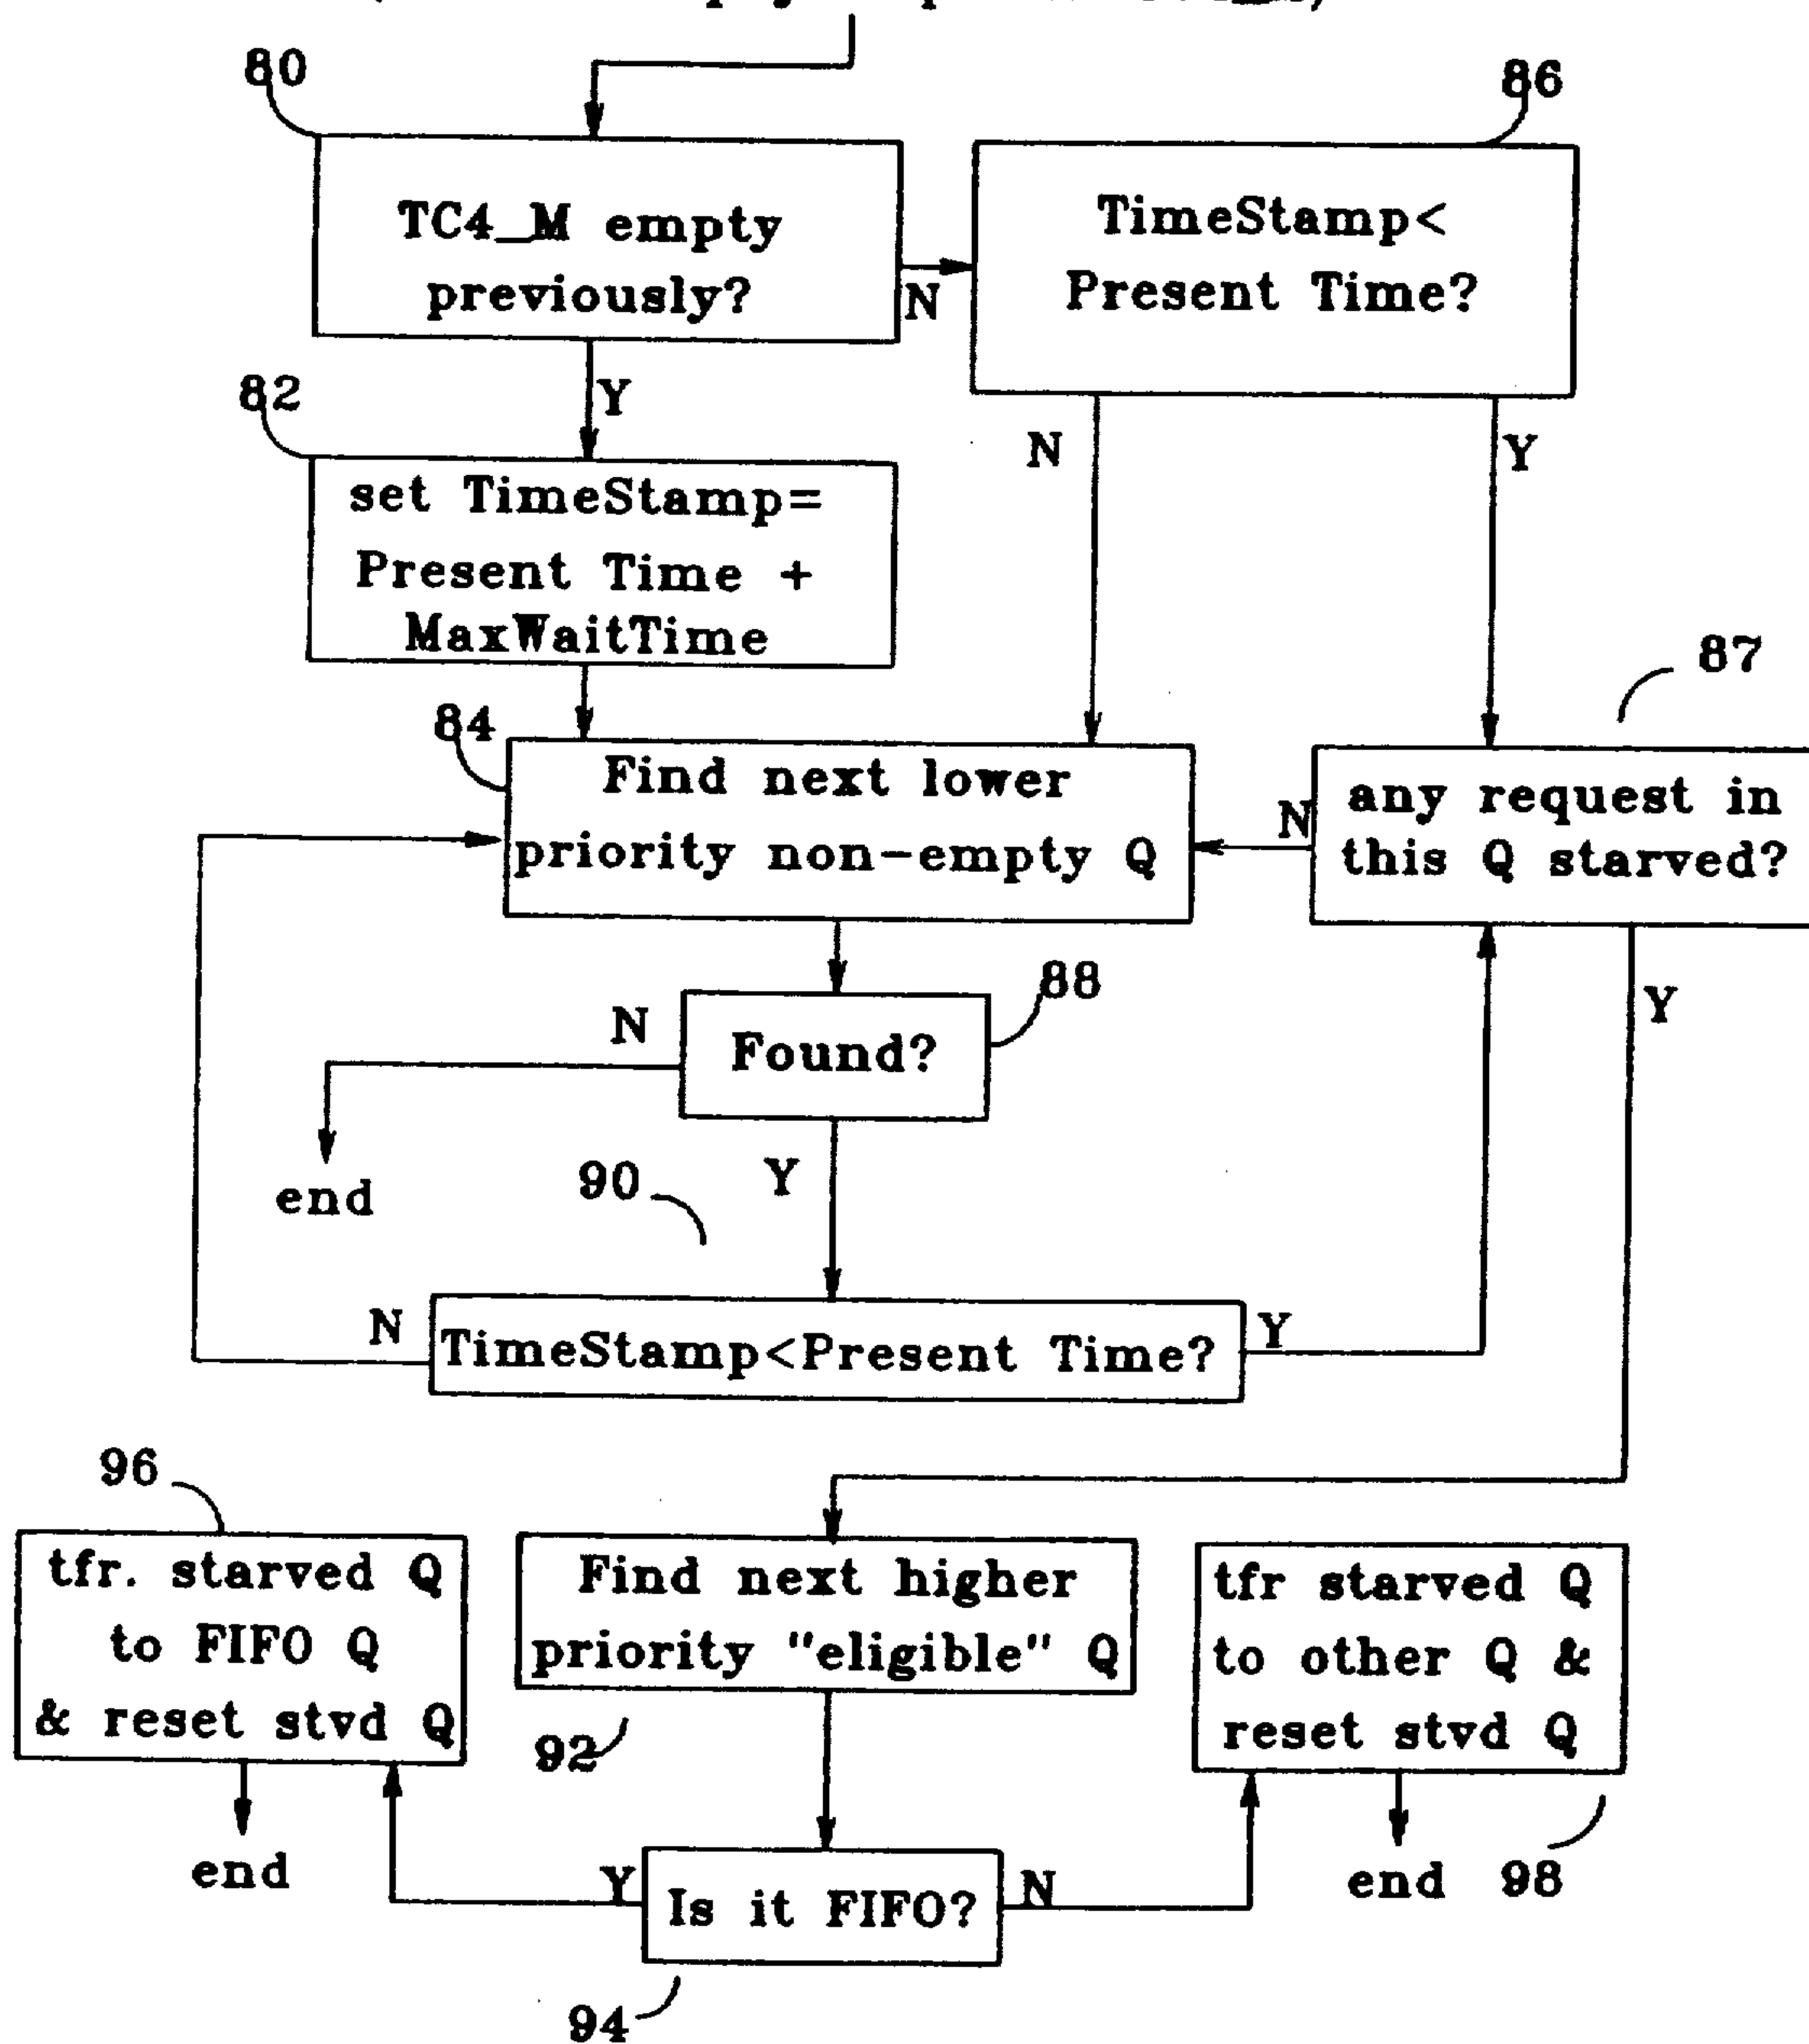 80
86
TC4_M empty
previously?
N
TimeStamp<
Present Time?
Y
82
N
Y
set TimeStamp=
Present Time +
MaxWaitTime
87
84
Find next lower
priority non-empty Q
N
any request in
this Q starved?
88
N
Found?
Y
end
90
Y
N
TimeStamp<Present Time?
Y
96
tfr. starved Q
to FIFO Q
& reset stvd Q
Find next higher
priority "eligible" Q
tfr starved Q
to other Q &
reset stvd Q
92
end
Y
Is it FIFO?
N
end
98
94